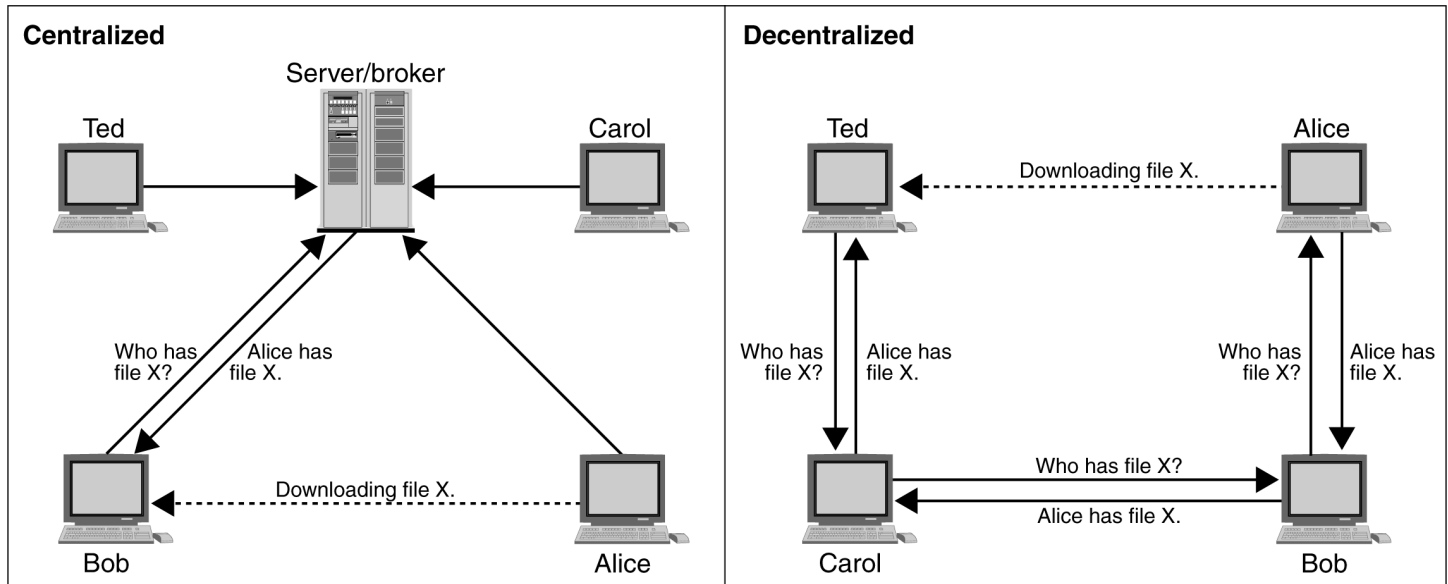 Centralized
Server/broker
Ted
Carol
Who has
file X?
Alice has
file X.
Downloading file X.
Bob
Alice
Decentralized
Ted
Alice
Downloading file X.
Who has
file X?
Alice has
file X.
Who has
file X?
Alice has
file X.
Who has file X?
Alice has file X.
Carol
Bob